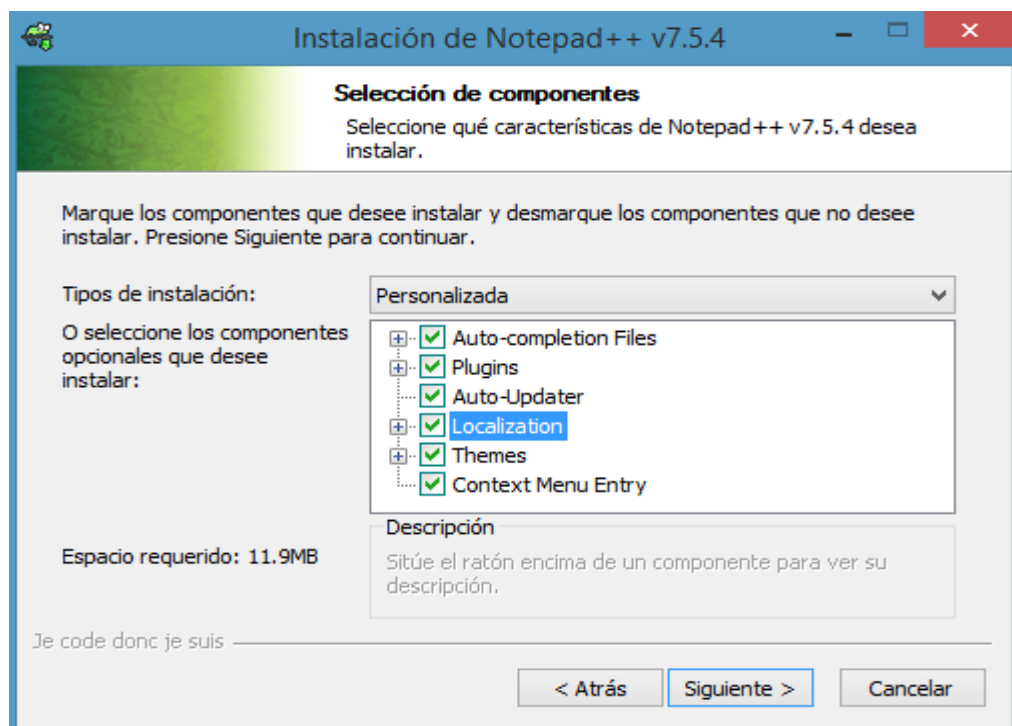 Instalación de Notepad++ v7.5.4
Selección de componentes
Seleccione qué características de Notepad++ v7.5.4 desea
instalar.
Marque los componentes que desee instalar y desmarque los componentes que no desee
instalar. Presione Siguiente para continuar.
Tipos de instalación:
Personalizada
O seleccione los componentes
opcionales que desee
instalar:
Auto-completion Files
Plugins
Auto-Updater
Localization
Themes
Context Menu Entry
Espacio requerido: 11.9MB
Descripción
Sitúe el ratón encima de un componente para ver su
descripción.
Je code donc je suis
< Atrás
Siguiente >
Cancelar